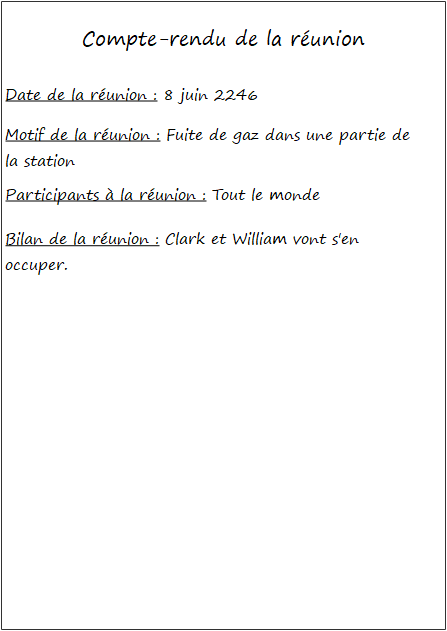 Compte-rendu de la réunion
Date de la réunion : 8 juin 2246
Motif de la réunion : Fuite de gaz dans une partie de
la station
Participants à la réunion : Tout le monde
Bilan de la réunion : Clark et William vont s'en
occuper.